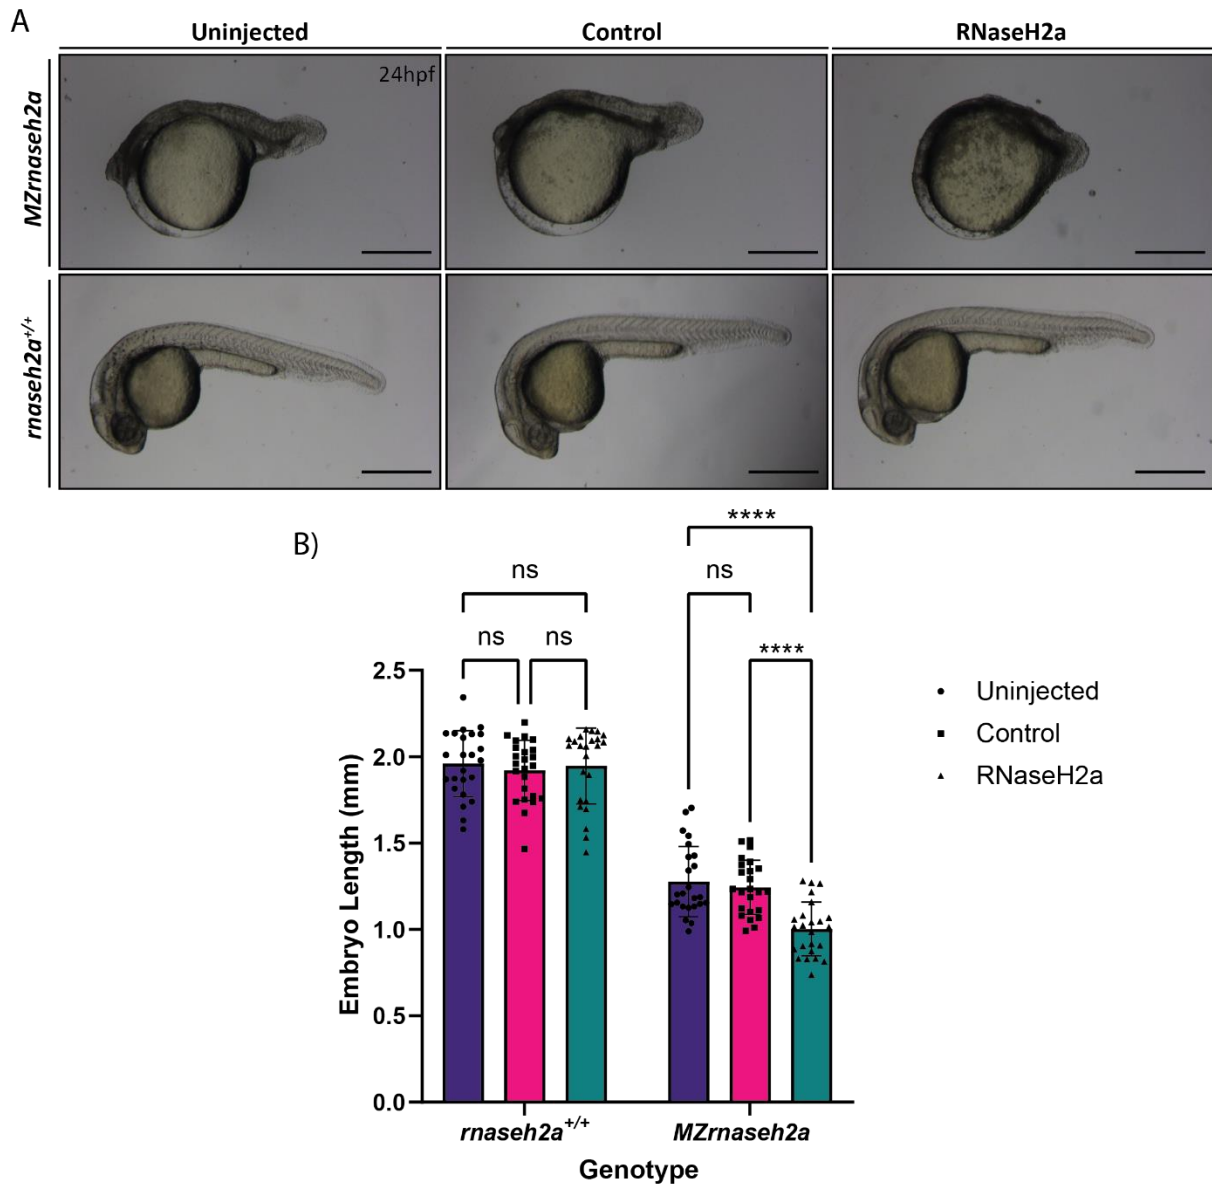 A
Uninjected Control RNaseH2a
MZrnaseh2a
24hpf
rnaseh2a+/+
B)
****
ns ns
ns ns ****
2.5
2.0
1.5
1.0
0.5
0.0
Embryo Length (mm)
Uninjected
Control
RNaseH2a
rnaseh2a+/+ MZrnaseh2a
Genotype